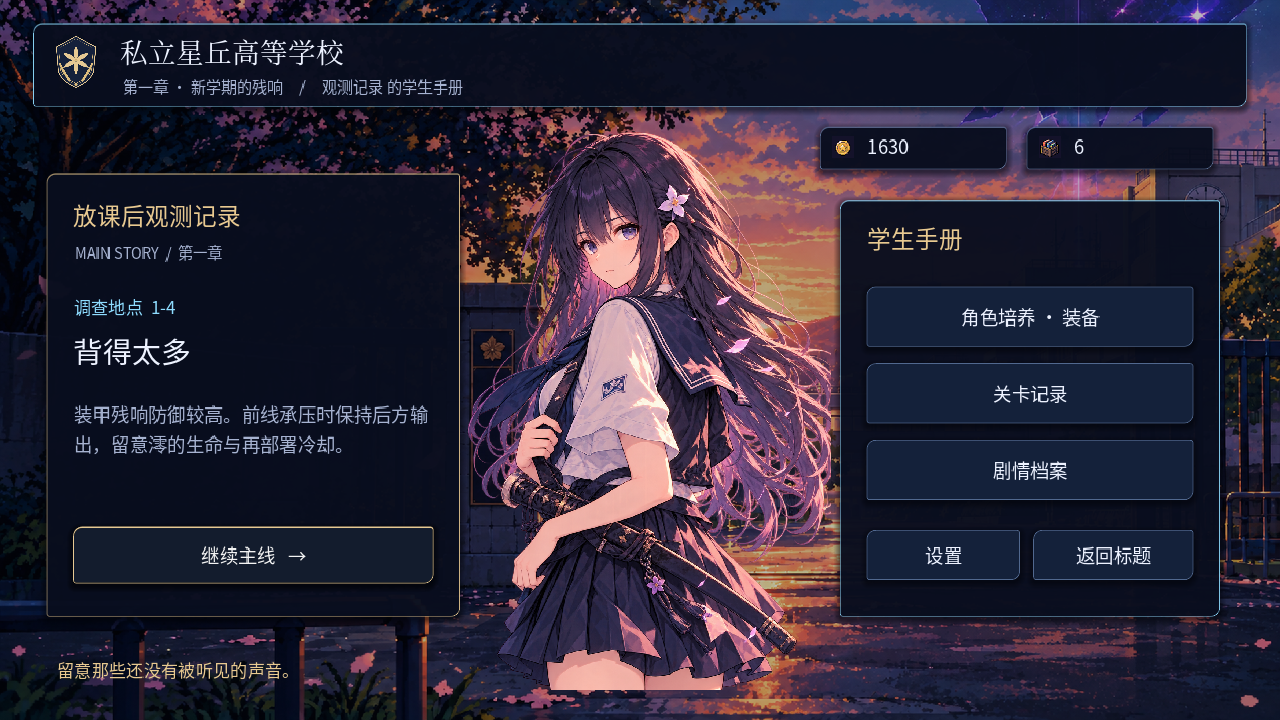 私立星丘高等学校
第一章 · 新学期的残响 / 观测记录 的学生手册
1630
6
放课后观测记录
MAIN STORY / 第一章
调查地点 1-4
背得太多
装甲残响防御较高。前线承压时保持后方输
出，留意澪的生命与再部署冷却。
继续主线 →
学生手册
角色培养 · 装备
关卡记录
剧情档案
设置
返回标题
留意那些还没有被听见的声音。